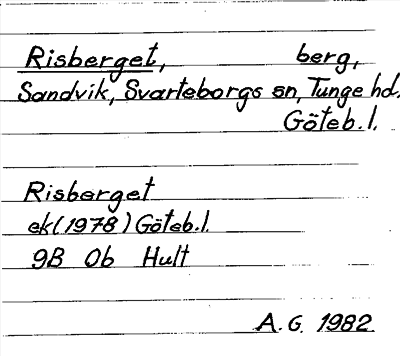 Risberget, berg,
Sandvik, Svarteborgs sn, Tunge hd.
Göteb. l.
Risberget
ek (1978) Göteb. l.
9B 0b Hult
A. G. 1982.